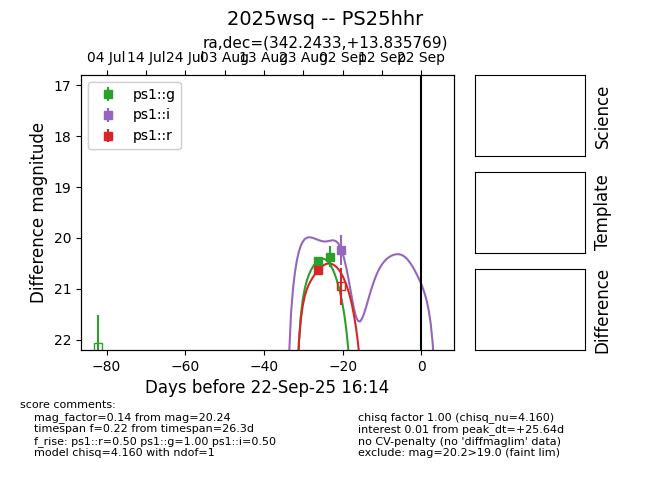 2025wsq -- PS25hhr
ra,dec=(342.2433,+13.835769)
04 Jul 14 Jul 24 Jul 03 Aug 13 Aug 23 Aug 02 Sep 12 Sep 22 Sep
ps1::g
ps1::i
ps1::r
17
18
19
20
21
22
Difference magnitude
−80 −60 −40 −20 0
Days before 22-Sep-25 16:14
Science
Template
Difference
score comments:
mag_factor=0.14 from mag=20.24
timespan f=0.22 from timespan=26.3d
f_rise: ps1::r=0.50 ps1::g=1.00 ps1::i=0.50
model chisq=4.160 with ndof=1
chisq factor 1.00 (chisq_nu=4.160)
interest 0.01 from peak_dt=+25.64d
no CV-penalty (no 'diffmaglim' data)
exclude: mag=20.2>19.0 (faint lim)